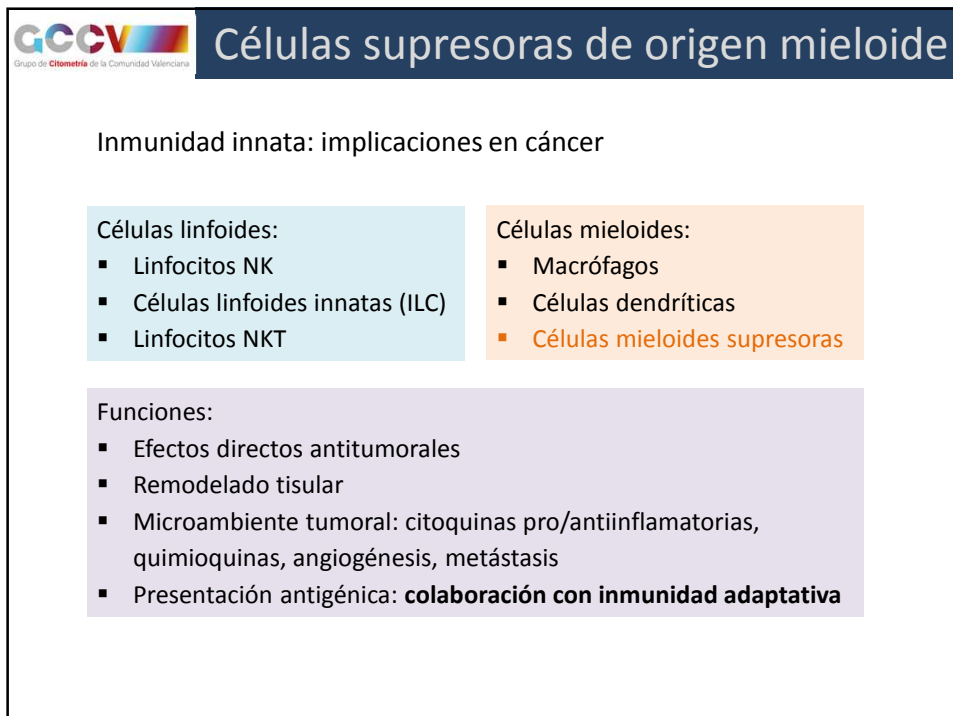 GCCV
Grupo de Citometría de la Comunidad Valenciana
Células supresoras de origen mieloide
Inmunidad innata: implicaciones en cáncer
Células linfoides:
▪ Linfocitos NK
▪ Células linfoides innatas (ILC)
▪ Linfocitos NKT
Células mieloides:
▪ Macrófagos
▪ Células dendríticas
▪ Células mieloides supresoras
Funciones:
▪ Efectos directos antitumorales
▪ Remodelado tisular
▪ Microambiente tumoral: citoquinas pro/antiinflamatorias,
quimioquinas, angiogénesis, metástasis
▪ Presentación antigénica: colaboración con inmunidad adaptativa